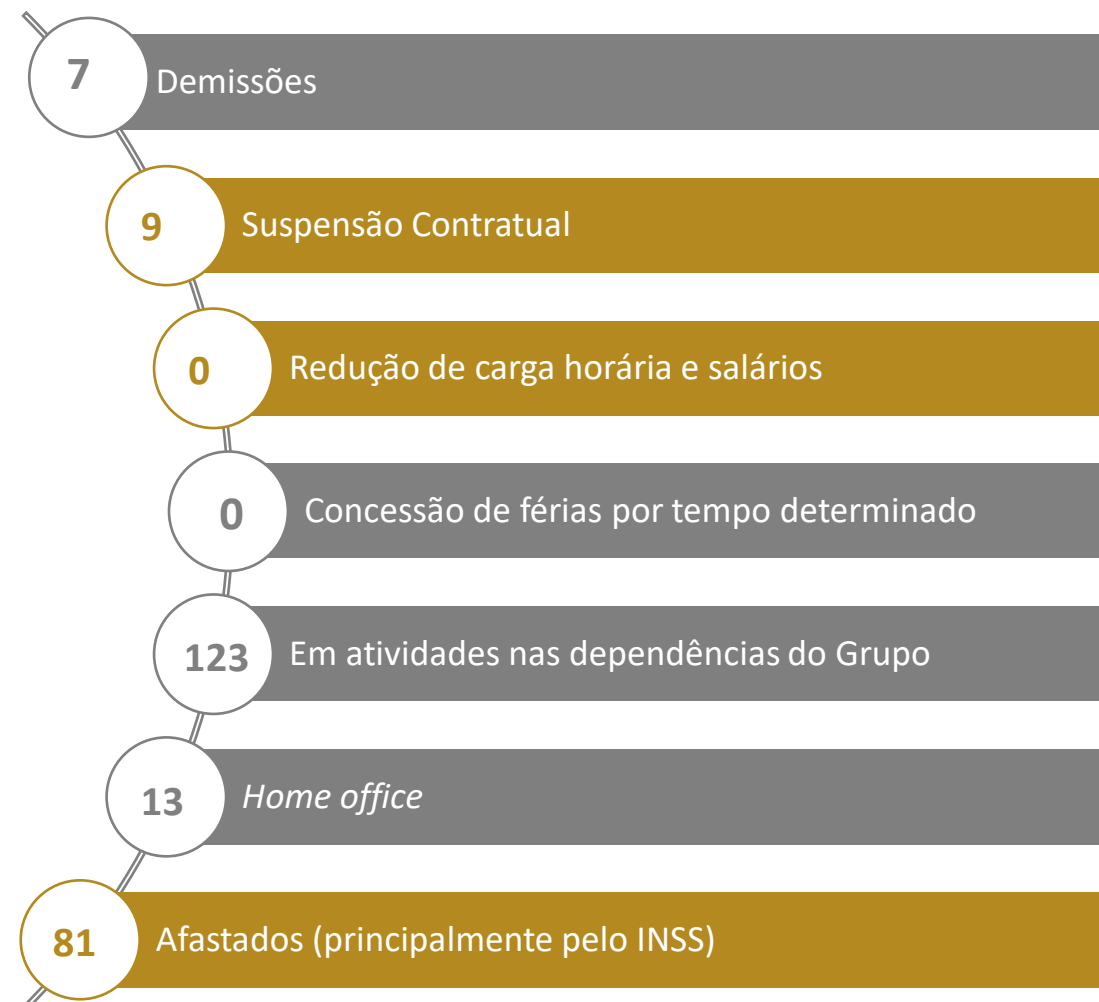 7 Demissões
9 Suspensão Contratual
0 Redução de carga horária e salários
0 Concessão de férias por tempo determinado
123 Em atividades nas dependências do Grupo
13 Home office
81 Afastados (principalmente pelo INSS)